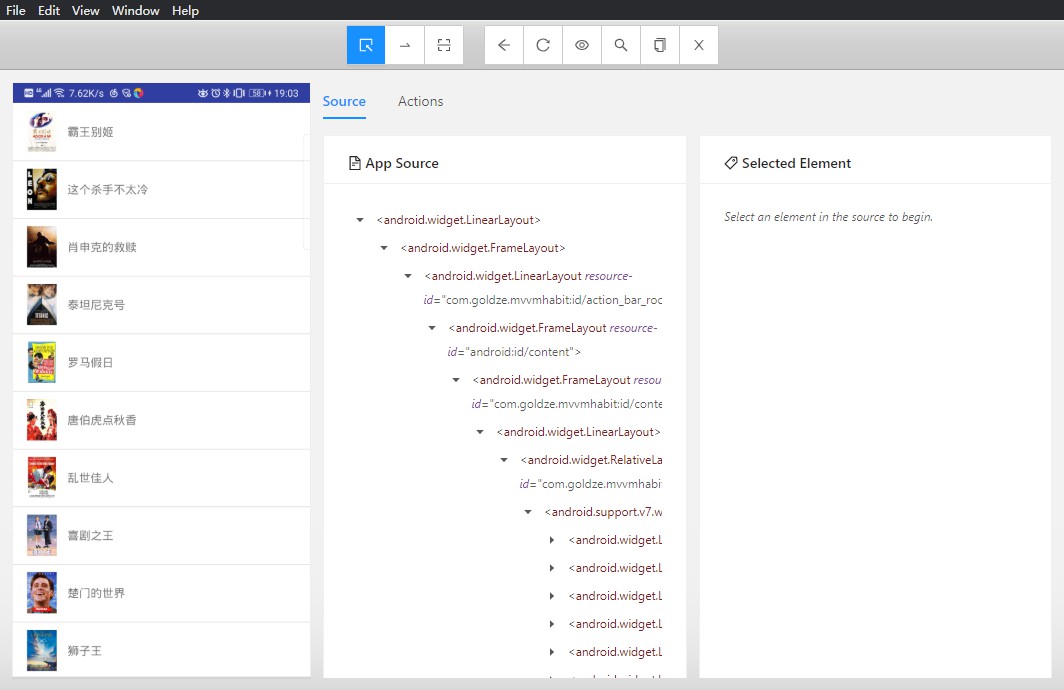 File Edit View Window Help
7.62K/s 58 19:03
霸王别姬
这个杀手不太冷
肖申克的救赎
泰坦尼克号
罗马假日
唐伯虎点秋香
乱世佳人
喜剧之王
楚门的世界
狮子王
Source Actions
App Source
<android.widget.LinearLayout>
<android.widget.FrameLayout>
<android.widget.LinearLayout resource-
id="com.goldze.mvvmhabit:id/action_bar_roc
<android.widget.FrameLayout resource-
id="android:id/content">
<android.widget.FrameLayout resou
id="com.goldze.mvvmhabit:id/conte
<android.widget.LinearLayout>
<android.widget.RelativeLa
id="com.goldze.mvvmhabit
<android.support.v7.w
<android.widget.L
<android.widget.L
<android.widget.L
<android.widget.L
<android.widget.L
Selected Element
Select an element in the source to begin.